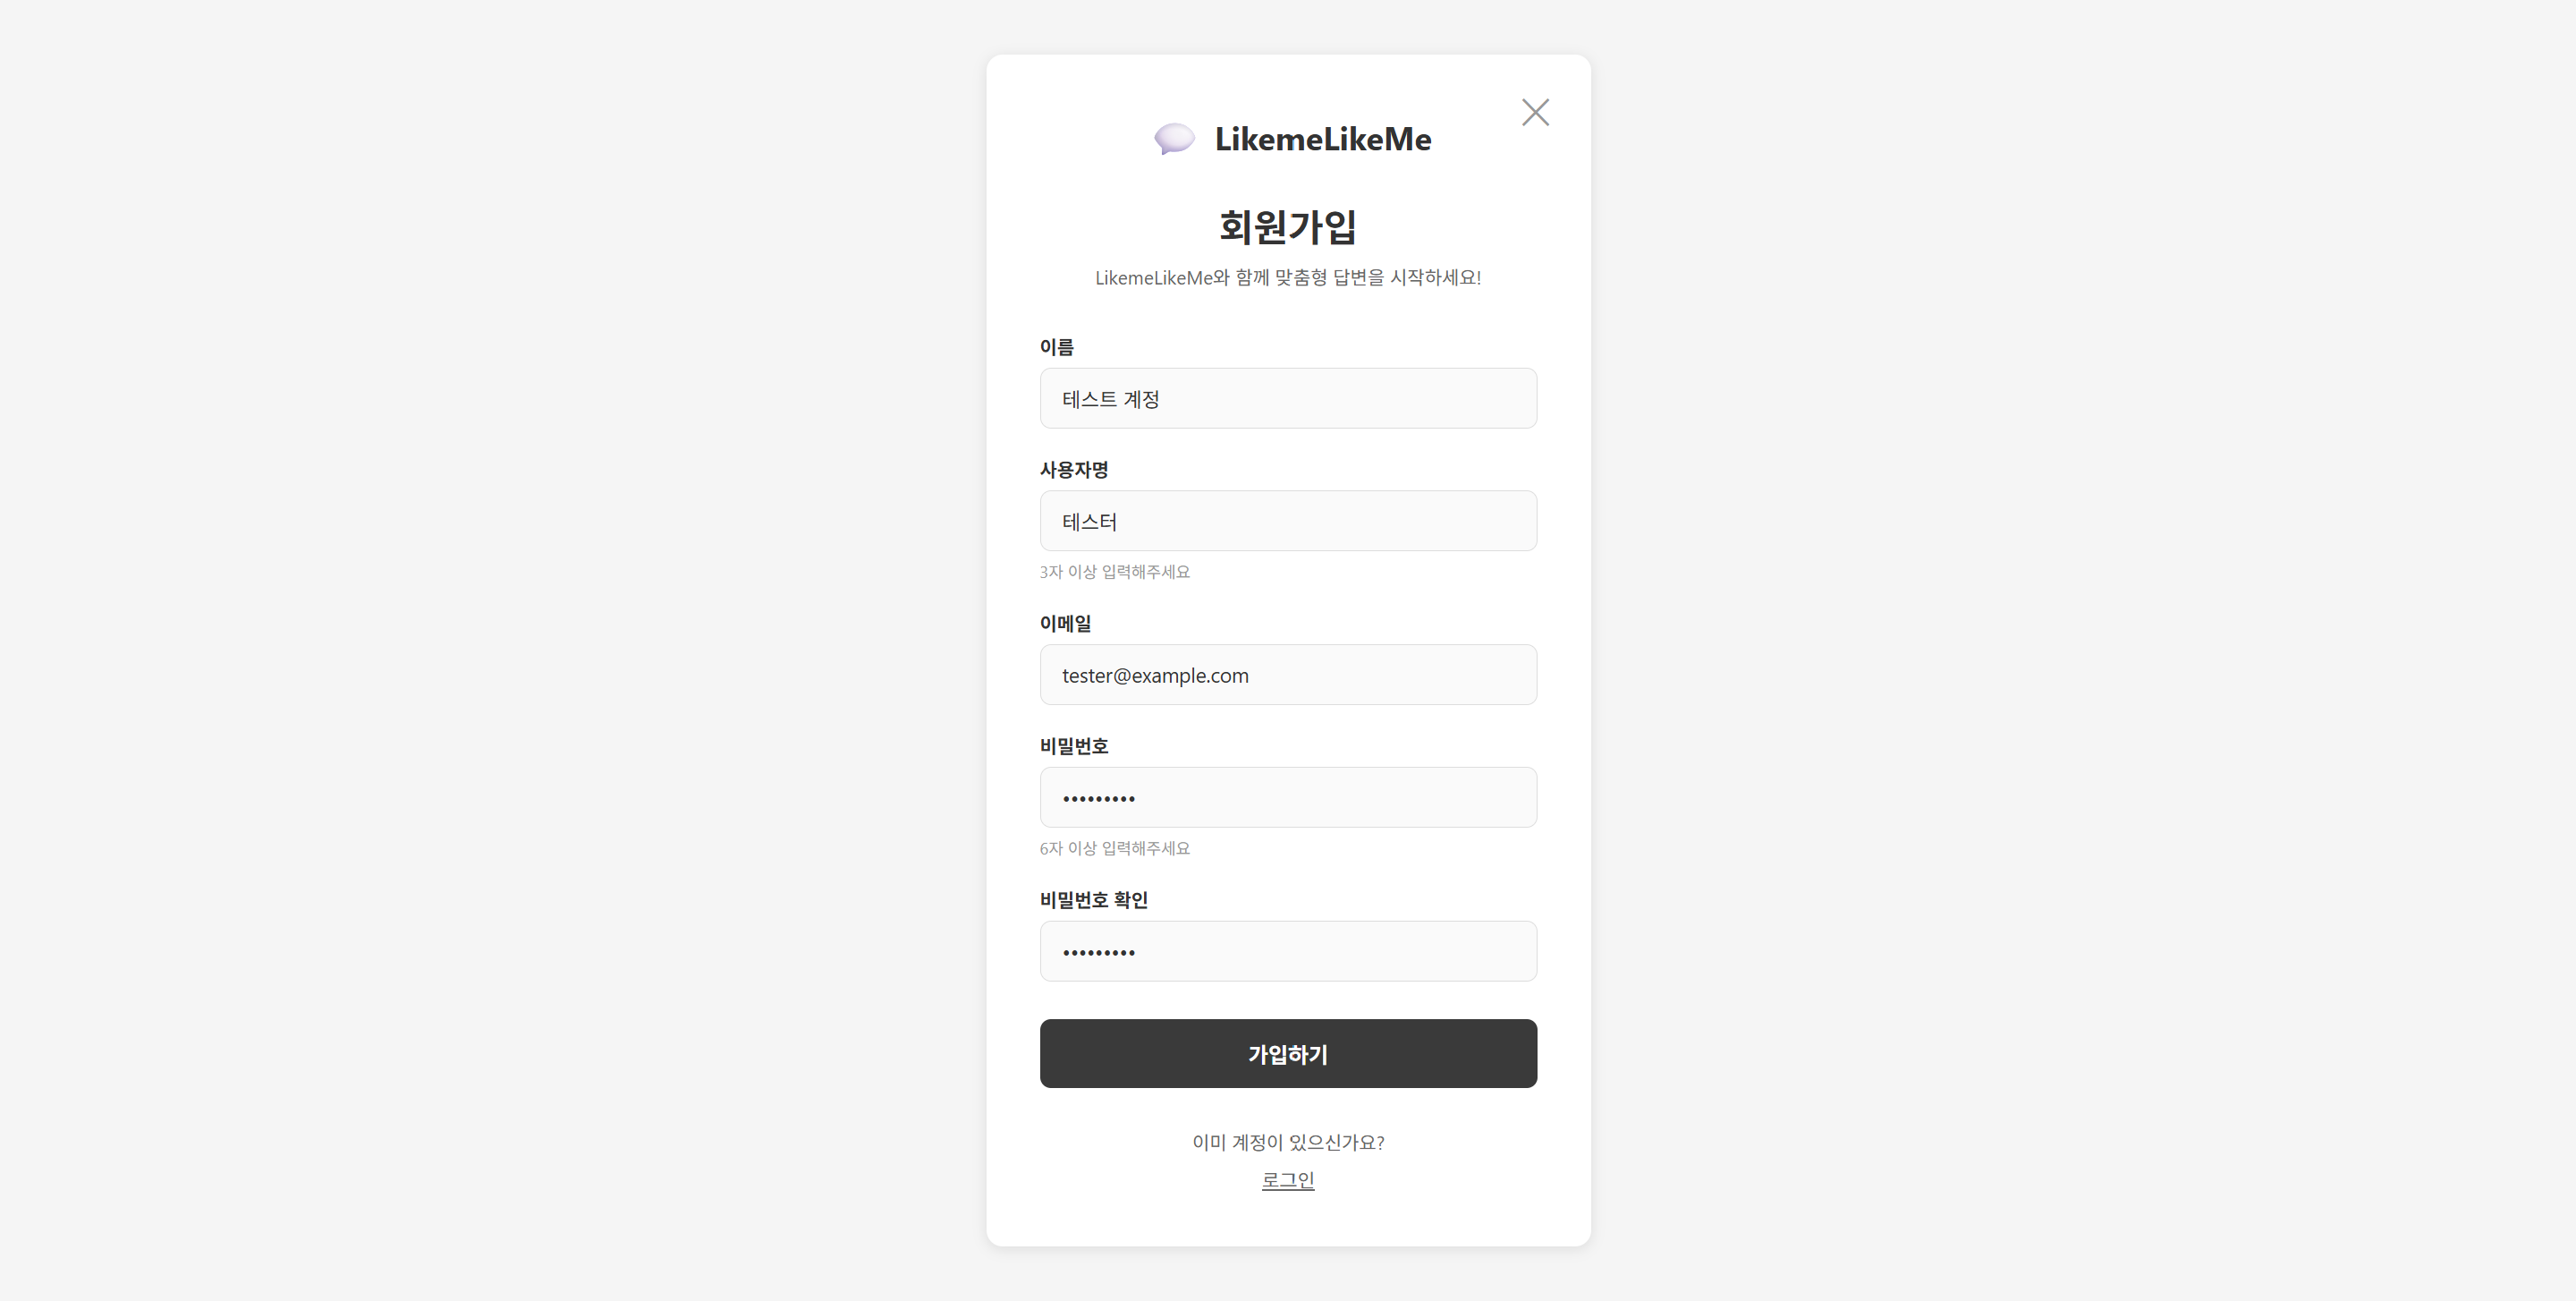 LikemeLikeMe
회원가입
LikemeLikeMe와 함께 맞춤형 답변을 시작하세요!
이름
테스트 계정
사용자명
테스터
3자 이상 입력해주세요
이메일
tester@example.com
비밀번호
•••••••••
6자 이상 입력해주세요
비밀번호 확인
•••••••••
가입하기
이미 계정이 있으신가요?
로그인